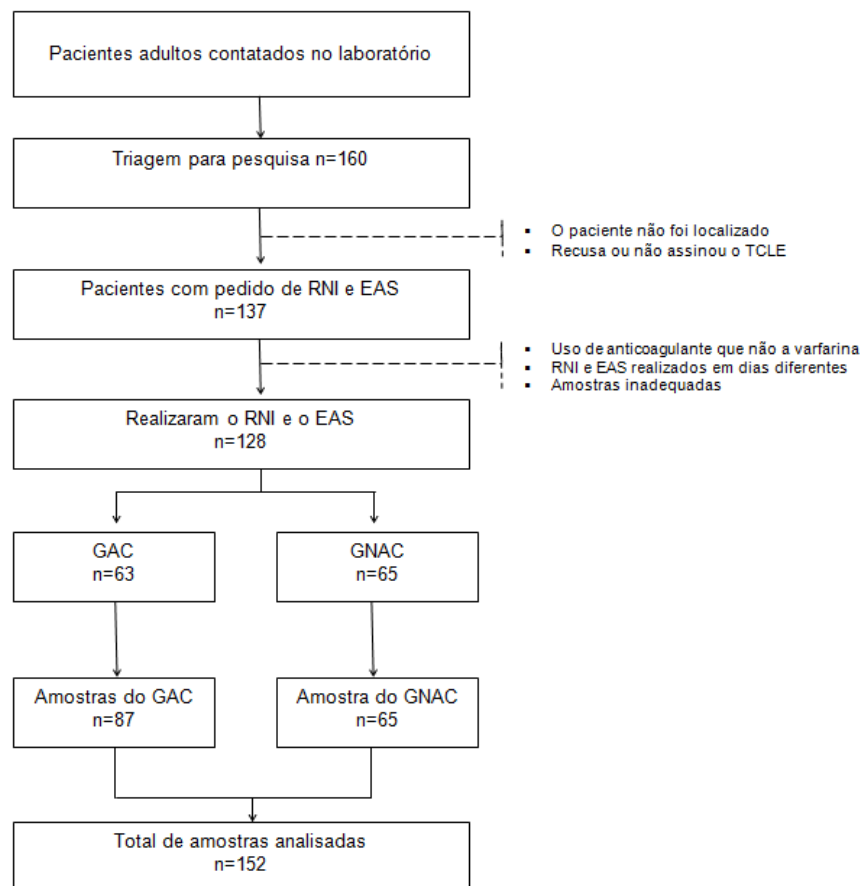 Pacientes adultos contatados no laboratório
Triagem para pesquisa n=160
▪ O paciente não foi localizado
▪ Recusa ou não assinou o TCLE
Pacientes com pedido de RNI e EAS
n=137
▪ Uso de anticoagulante que não a varfarina
▪ RNI e EAS realizados em dias diferentes
▪ Amostras inadequadas
Realizaram o RNI e o EAS
n=128
GAC
n=63
GNAC
n=65
Amostras do GAC
n=87
Amostra do GNAC
n=65
Total de amostras analisadas
n=152